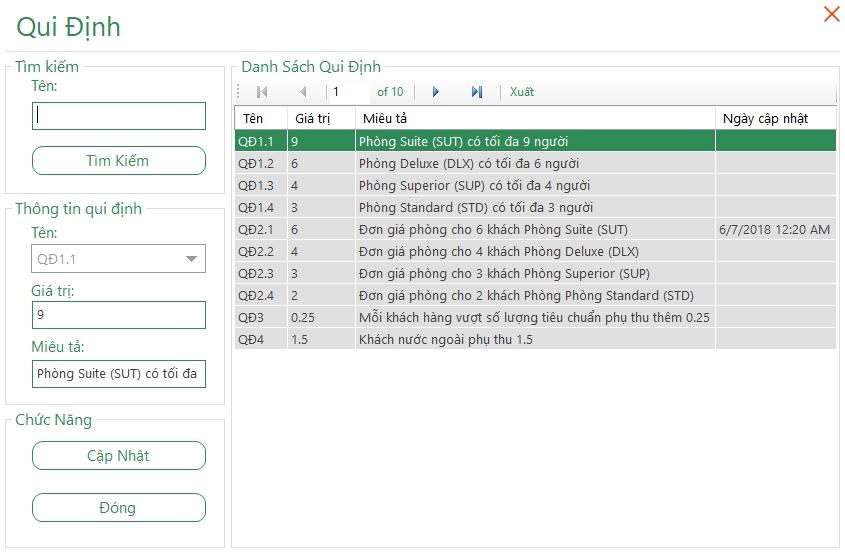 Qui Định
Tìm kiếm
Tên:
Tìm Kiếm
Thông tin qui định
Tên:
QĐ1.1
Giá trị:
9
Miêu tả:
Phòng Suite (SUT) có tối đa
Chức Năng
Cập Nhật
Đóng
Danh Sách Qui Định
1 of 10 Xuất
Tên Giá trị Miêu tả Ngày cập nhật
QĐ1.1 9 Phòng Suite (SUT) có tối đa 9 người
QĐ1.2 6 Phòng Deluxe (DLX) có tối đa 6 người
QĐ1.3 4 Phòng Superior (SUP) có tối đa 4 người
QĐ1.4 3 Phòng Standard (STD) có tối đa 3 người
QĐ2.1 6 Đơn giá phòng cho 6 khách Phòng Suite (SUT) 6/7/2018 12:20 AM
QĐ2.2 4 Đơn giá phòng cho 4 khách Phòng Deluxe (DLX)
QĐ2.3 3 Đơn giá phòng cho 3 khách Phòng Superior (SUP)
QĐ2.4 2 Đơn giá phòng cho 2 khách Phòng Phòng Standard (STD)
QĐ3 0.25 Mỗi khách hàng vượt số lượng tiêu chuẩn phụ thu thêm 0.25
QĐ4 1.5 Khách nước ngoài phụ thu 1.5